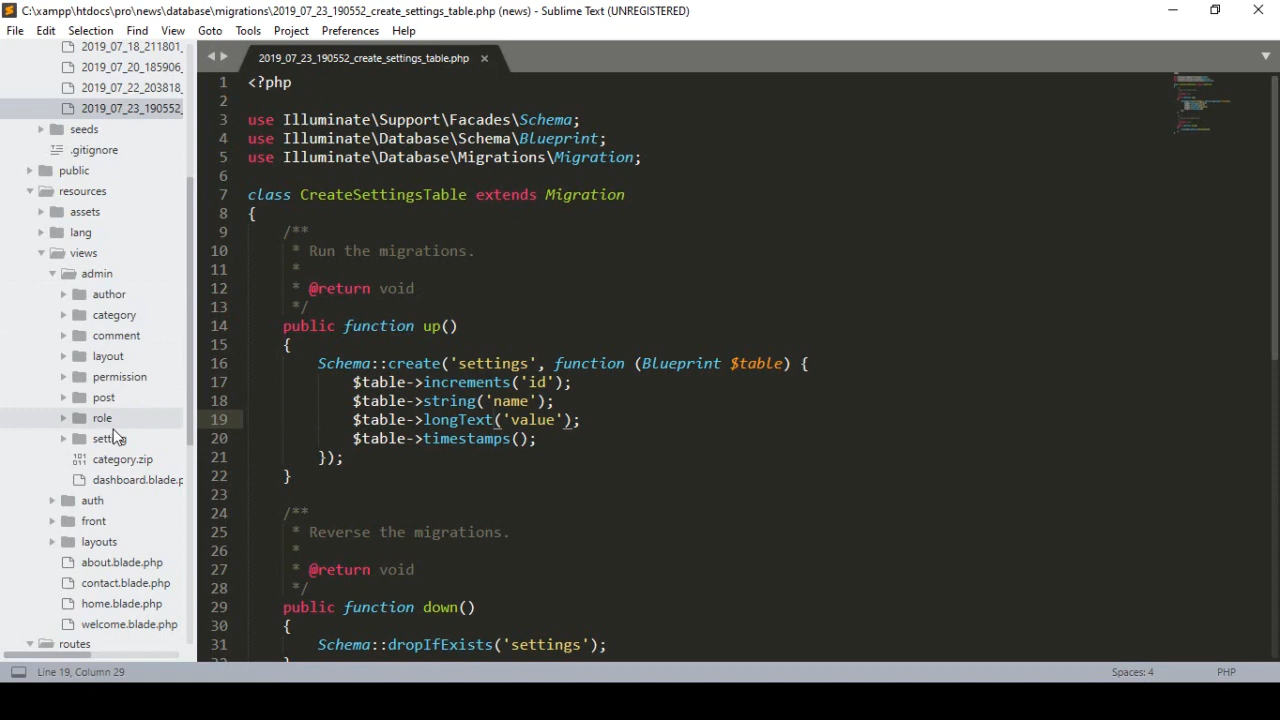 C:\xampp\htdocs\pro\news\database\migrations\2019_07_23_190552_create_settings_table.php (news) - Sublime Text (UNREGISTERED)
File Edit Selection Find View Goto Tools Project Preferences Help
2019_07_18_211801_
2019_07_20_185906_
2019_07_22_203818_
2019_07_23_190552_
seeds
.gitignore
public
resources
assets
lang
views
admin
author
category
comment
layout
permission
post
role
category.zip
dashboard.blade.p
auth
front
layouts
about.blade.php
contact.blade.php
home.blade.php
welcome.blade.php
routes
2019_07_23_190552_create_settings_table.php
1 <?php
2
3 use Illuminate\Support\Facades\Schema;
4 use Illuminate\Database\Schema\Blueprint;
5 use Illuminate\Database\Migrations\Migration;
6
7 class CreateSettingsTable extends Migration
8 {
9 /**
10 * Run the migrations.
11 *
12 * @return void
13 */
14 public function up()
15 {
16 Schema::create('settings', function (Blueprint $table) {
17 $table->increments('id');
18 $table->string('name');
19 $table->longText('value');
20 $table->timestamps();
21 });
22 }
23
24 /**
25 * Reverse the migrations.
26 *
27 * @return void
28 */
29 public function down()
30 {
31 Schema::dropIfExists('settings');
Line 19, Column 29 Spaces: 4 PHP